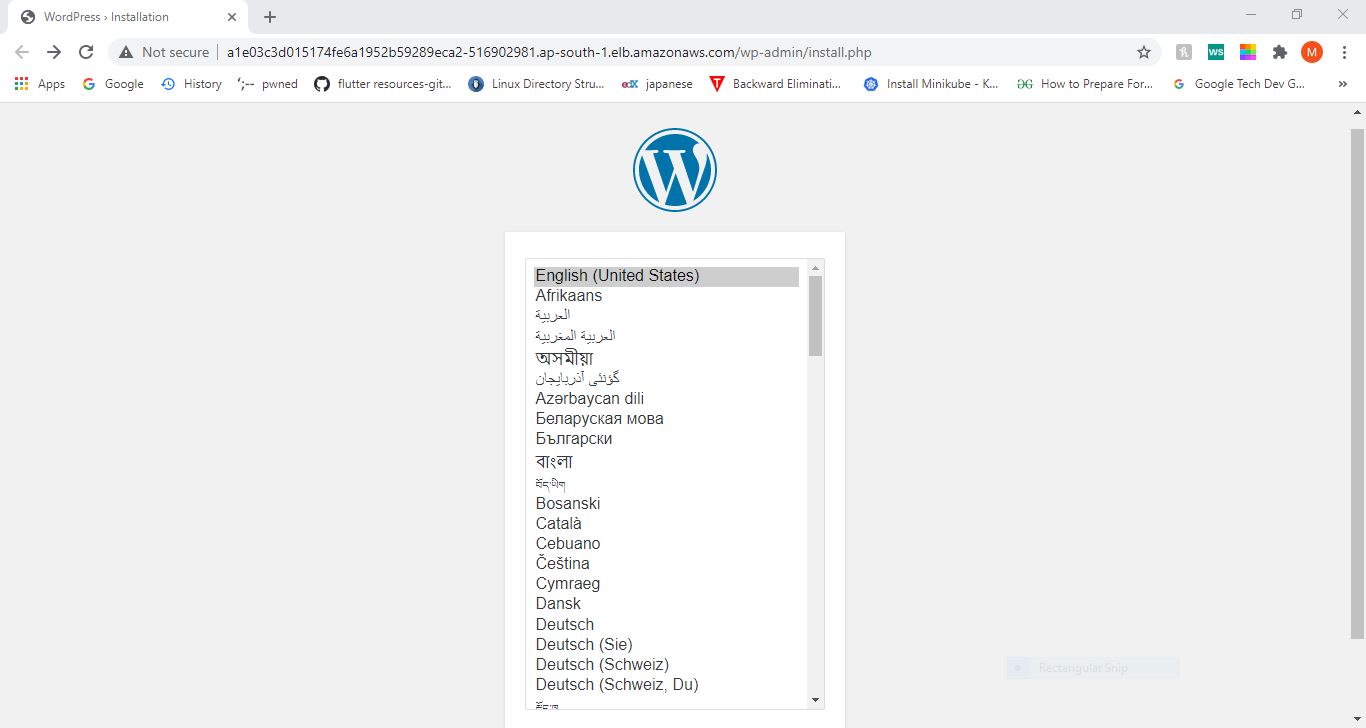 WordPress › Installation
Not secure
a1e03c3d015174fe6a1952b59289eca2-516902981.ap-south-1.elb.amazonaws.com/wp-admin/install.php
WS
M
Apps
Google
History
';-- pwned
flutter resources-git...
Linux Directory Stru...
edX japanese
Backward Eliminati...
Install Minikube - K...
How to Prepare For...
Google Tech Dev G...
»
W
English (United States)
Afrikaans
العربية
العربية المغربية
অসমীয়া
گؤنئی آذربایجان
Azərbaycan dili
Беларуская мова
Български
বাংলা
བོད་ཡིག
Bosanski
Català
Cebuano
Čeština
Cymraeg
Dansk
Deutsch
Deutsch (Sie)
Deutsch (Schweiz)
Deutsch (Schweiz, Du)
Rectangular Snip